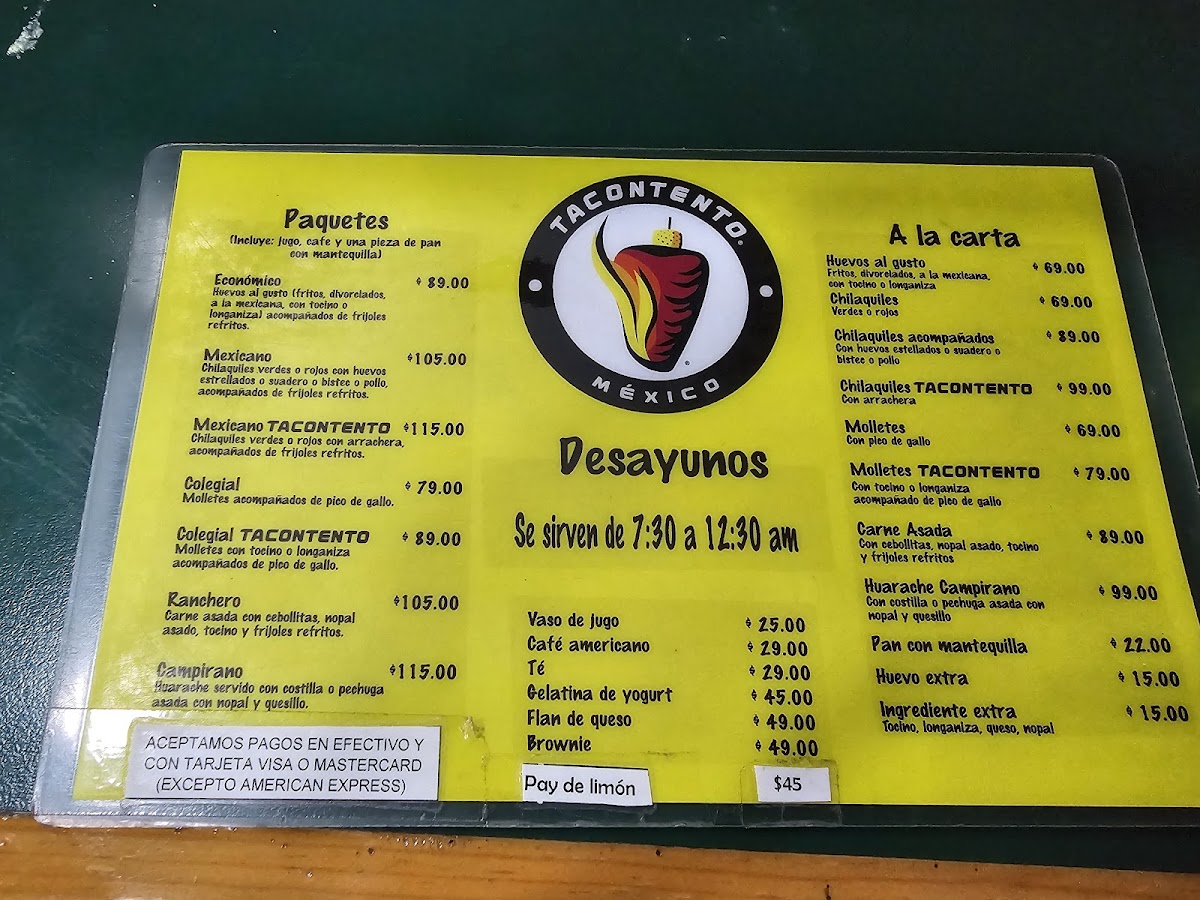 Paquetes
(Incluye: jugo, cafe y una pieza de pan
con mantequilla)
Económico $ 89.00
Huevos al gusto (fritos, divorciados,
a la mexicana, con tocino o
longaniza) acompañados de frijoles
refritos.
Mexicano $105.00
Chilaquiles verdes o rojos con huevos
estrellados o suadero o bistec o pollo,
acompañados de frijoles refritos.
Mexicano TACONTENTO $115.00
Chilaquiles verdes o rojos con arrachera,
acompañados de frijoles refritos.
Colegial $ 79.00
Molletes acompañados de pico de gallo.
Colegial TACONTENTO $ 89.00
Molletes con tocino o longaniza
acompañados de pico de gallo.
Ranchero $105.00
Carne asada con cebollitas, nopal
asado, tocino y frijoles refritos.
Campirano $115.00
Huarache servido con costilla o pechuga
asada con nopal y quesillo.
ACEPTAMOS PAGOS EN EFECTIVO Y
CON TARJETA VISA O MASTERCARD
(EXCEPTO AMERICAN EXPRESS)
TACONTENTO®
MÉXICO
Desayunos
Se sirven de 7:30 a 12:30 am
Vaso de jugo $ 25.00
Café americano $ 29.00
Té $ 29.00
Gelatina de yogurt $ 45.00
Flan de queso $ 49.00
Brownie $ 49.00
Pay de limón $45
A la carta
Huevos al gusto $ 69.00
Fritos, divorciados, a la mexicana,
con tocino o longaniza
Chilaquiles $ 69.00
Verdes o rojos
Chilaquiles acompañados $ 89.00
Con huevos estellados o suadero o
bistec o pollo
Chilaquiles TACONTENTO $ 99.00
Con arrachera
Molletes $ 69.00
Con pico de gallo
Molletes TACONTENTO $ 79.00
Con tocino o longaniza
acompañado de pico de gallo
Carne Asada $ 89.00
Con cebollitas, nopal asado, tocino
y frijoles refritos
Huarache Campirano $ 99.00
Con costilla o pechuga asada con
nopal y quesillo
Pan con mantequilla $ 22.00
Huevo extra $ 15.00
Ingrediente extra $ 15.00
Tocino, longaniza, queso, nopal